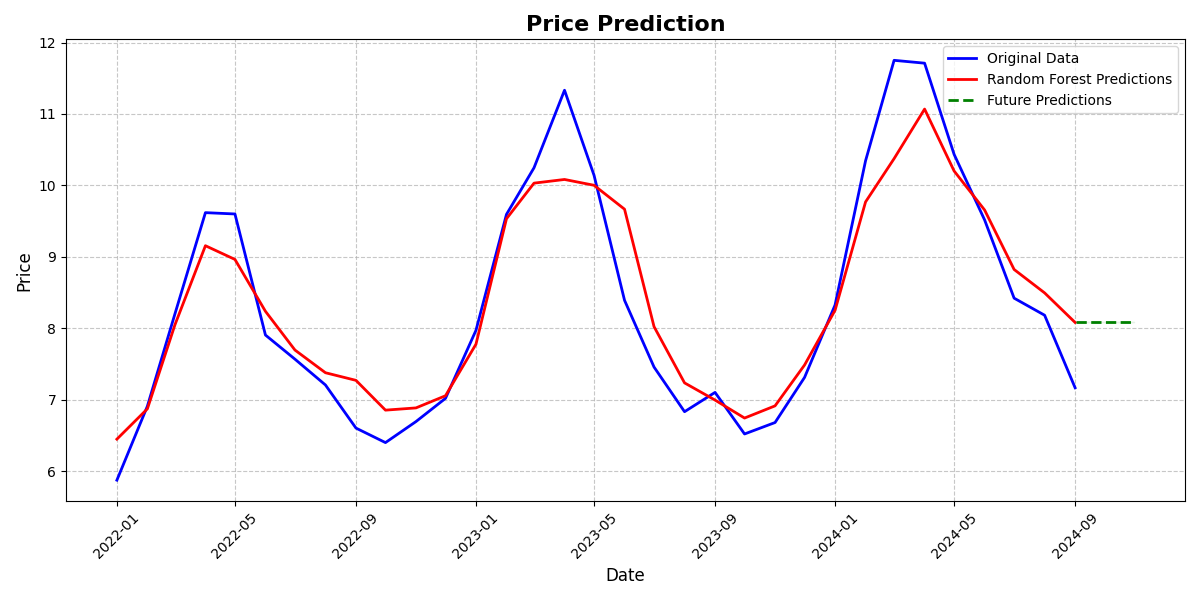 Price Prediction
Original Data
Random Forest Predictions
Future Predictions
Price
12
11
10
9
8
7
6
2022-01
2022-05
2022-09
2023-01
2023-05
2023-09
2024-01
2024-05
2024-09
Date